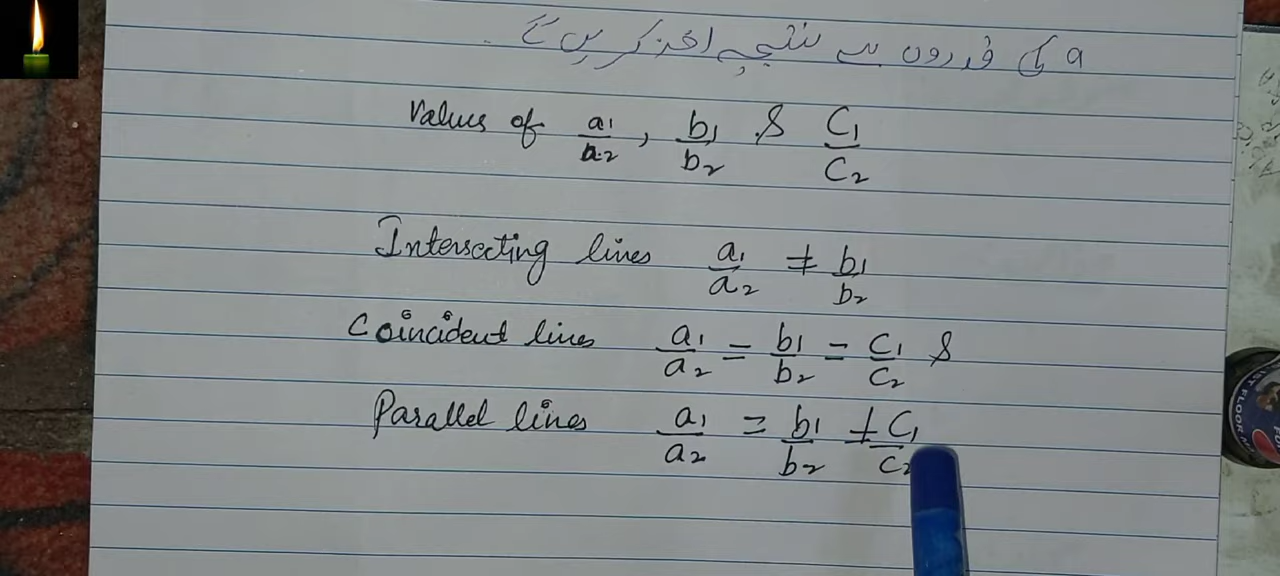 a کی قدروں سے نتیجہ اخذ کریں گے۔
Values of a₁/a₂ , b₁/b₂ & C₁/C₂
Intersecting lines a₁/a₂ ≠ b₁/b₂
Coincident lines a₁/a₂ = b₁/b₂ = C₁/C₂ &
Parallel lines a₁/a₂ = b₁/b₂ ≠ C₁/C₂